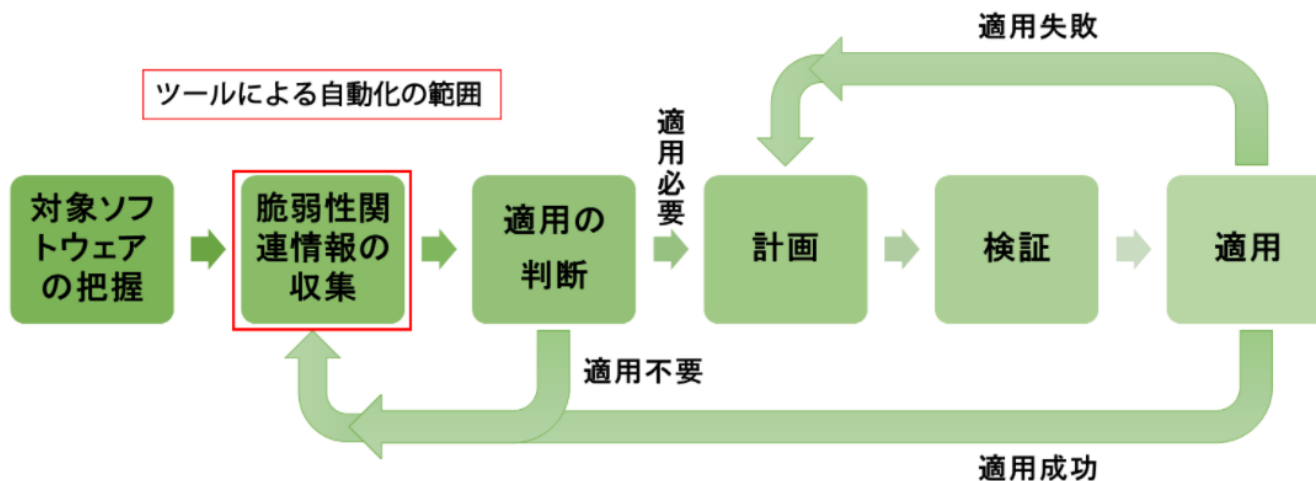 適用失敗
ツールによる自動化の範囲
適用必要
対象ソフ
トウェア
の把握
脆弱性関
連情報の
収集
適用の
判断
計画
検証
適用
適用不要
適用成功